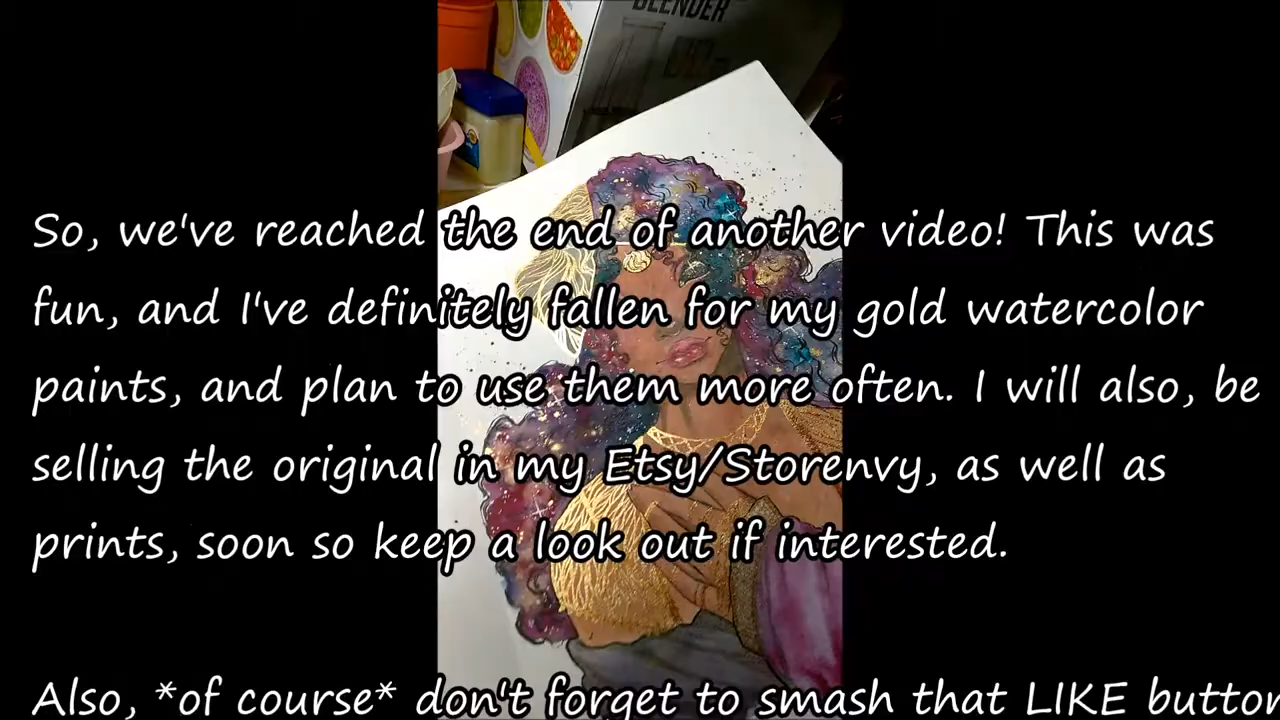 BLENDER
So, we've reached the end of another video! This was
fun, and I've definitely fallen for my gold watercolor
paints, and plan to use them more often. I will also, be
selling the original in my Etsy/Storenvy, as well as
prints, soon so keep a look out if interested.
Also, *of course* don't forget to smash that LIKE button